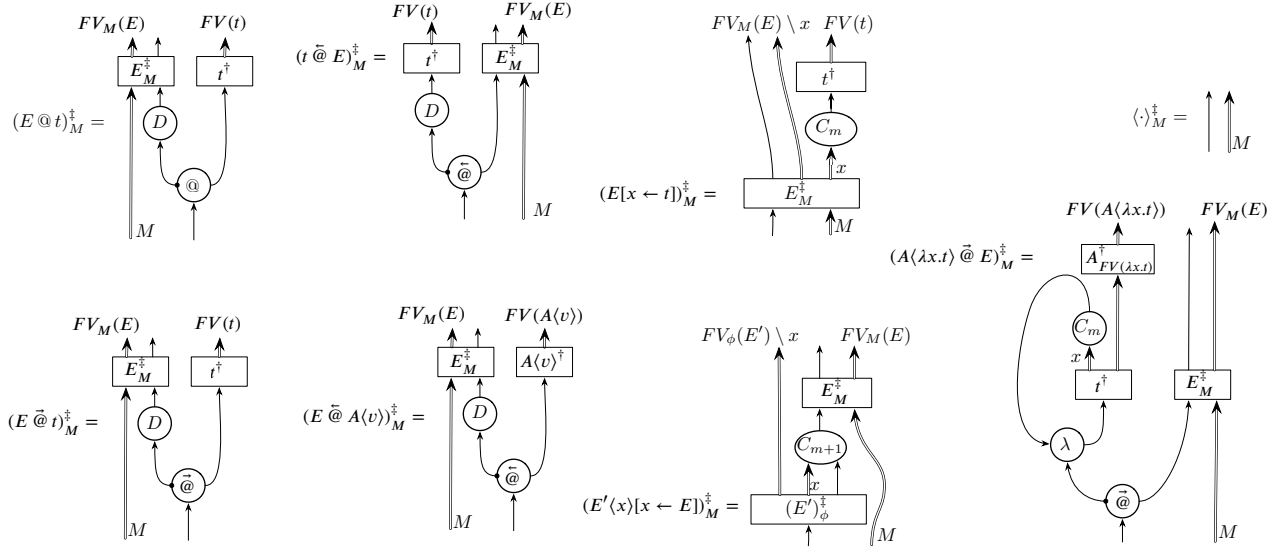 FV_M(E) FV(t)
E^‡_M t^†
D
(E @ t)^‡_M =
@
M
FV(t) FV_M(E)
(t @⃖ E)^‡_M =
t^† E^‡_M
D
@⃖
M
FV_M(E) \ x FV(t)
t^†
C_m
x
(E[x ← t])^‡_M =
E^‡_M
M
⟨·⟩^‡_M =
M
FV_M(E) FV(t)
E^‡_M t^†
D
(E @⃗ t)^‡_M =
@⃗
M
FV_M(E) FV(A⟨v⟩)
E^‡_M A⟨v⟩^†
D
(E @⃖ A⟨v⟩)^‡_M =
@⃖
M
FV_ϕ(E′) \ x FV_M(E)
E^‡_M
C_{m+1}
x
(E′⟨x⟩[x ← E])^‡_M =
(E′)^‡_ϕ
M
FV(A⟨λx.t⟩) FV_M(E)
(A⟨λx.t⟩ @⃗ E)^‡_M =
A^†_{FV(λx.t)}
C_m
x
t^† E^‡_M
λ
@⃗
M